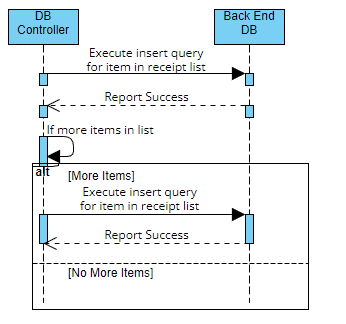 DB
Controller
Back End
DB
Execute insert query
for item in receipt list
Report Success
If more items in list
alt
[More Items]
Execute insert query
for item in receipt list
Report Success
[No More Items]